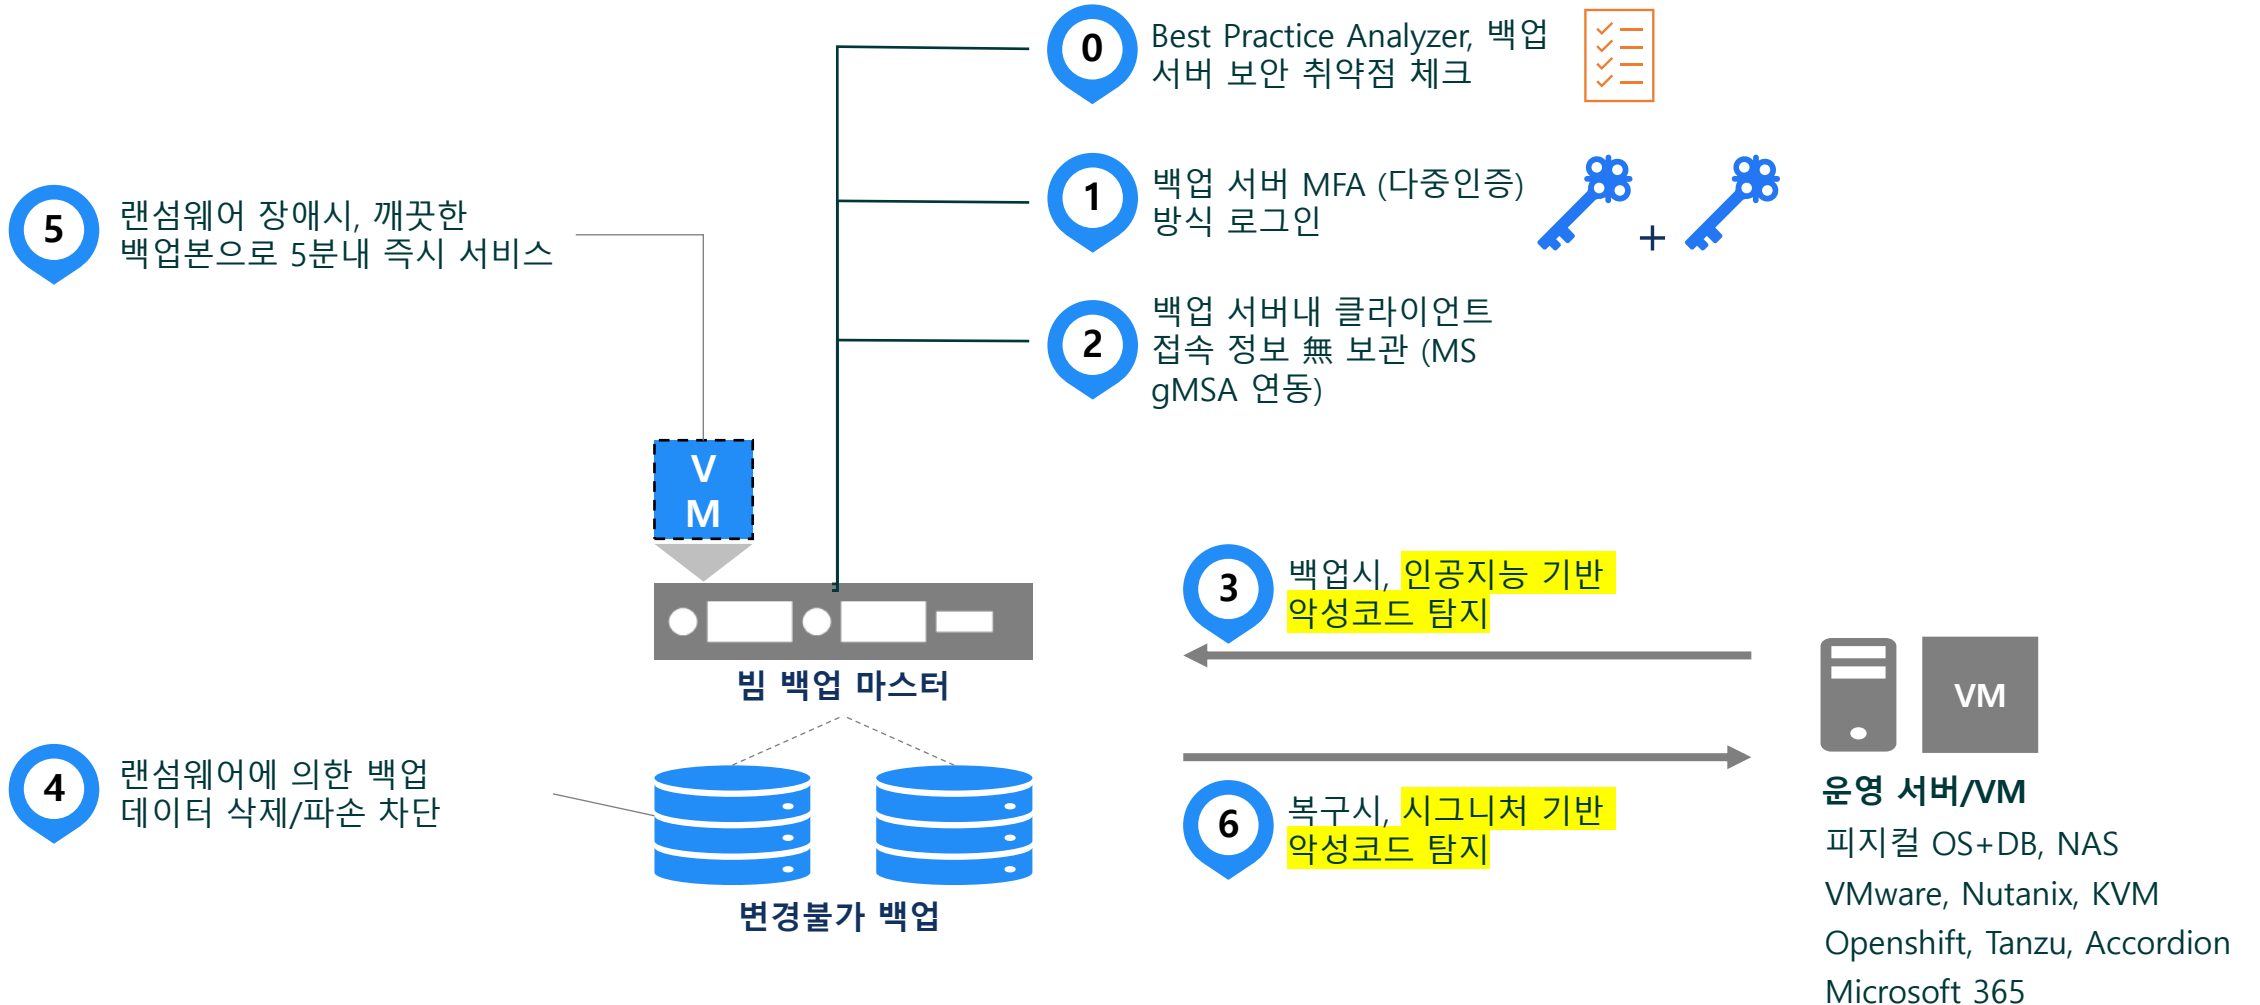 0
Best Practice Analyzer, 백업
서버 보안 취약점 체크
1
백업 서버 MFA (다중인증)
방식 로그인
+
2
백업 서버내 클라이언트
접속 정보 無 보관 (MS
gMSA 연동)
5
랜섬웨어 장애시, 깨끗한
백업본으로 5분내 즉시 서비스
V
M
빔 백업 마스터
3
백업시, 인공지능 기반
악성코드 탐지
4
랜섬웨어에 의한 백업
데이터 삭제/파손 차단
변경불가 백업
6
복구시, 시그니처 기반
악성코드 탐지
VM
운영 서버/VM
피지컬 OS+DB, NAS
VMware, Nutanix, KVM
Openshift, Tanzu, Accordion
Microsoft 365